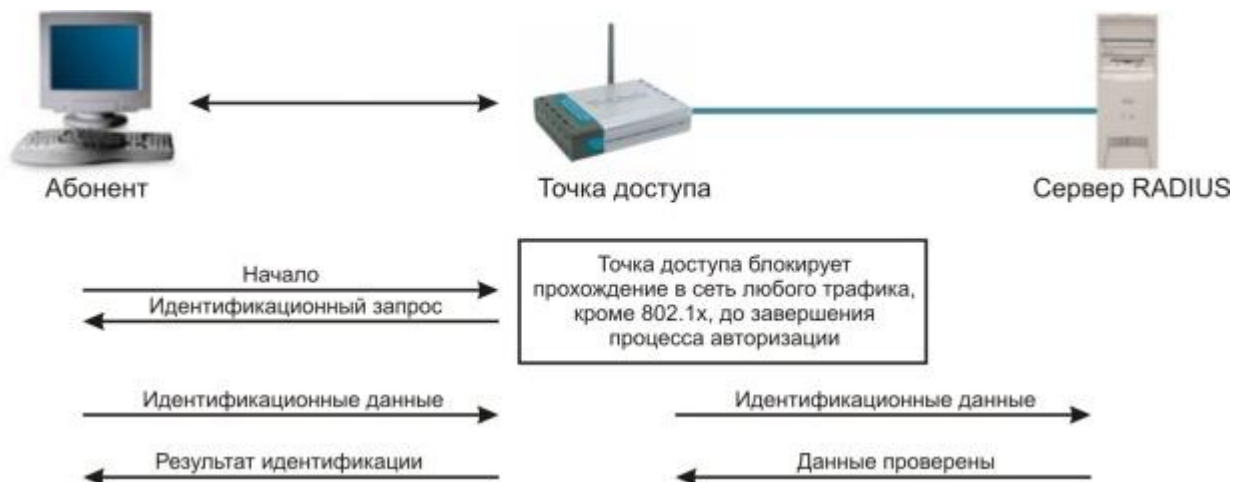 Абонент
Точка доступа
Сервер RADIUS
Начало
Идентификационный запрос
Точка доступа блокирует
прохождение в сеть любого трафика,
кроме 802.1x, до завершения
процесса авторизации
Идентификационные данные
Идентификационные данные
Результат идентификации
Данные проверены